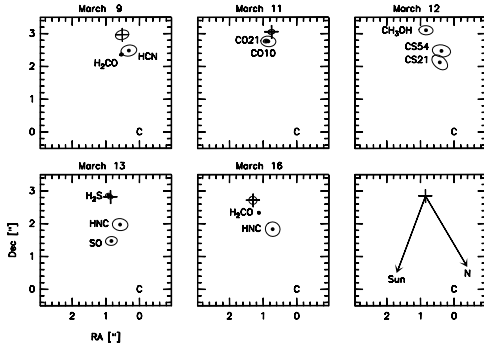 March 9
March 11
March 12
3
2
1
0
H₂CO
HCN
C
CO21
CO10
C
CH₃OH
CS54
CS21
C
March 13
March 16
3
2
1
0
Dec ["]
H₂S
HNC
SO
C
H₂CO
HNC
C
Sun
N
2 1 0
2 1 0
2 1 0
RA ["]